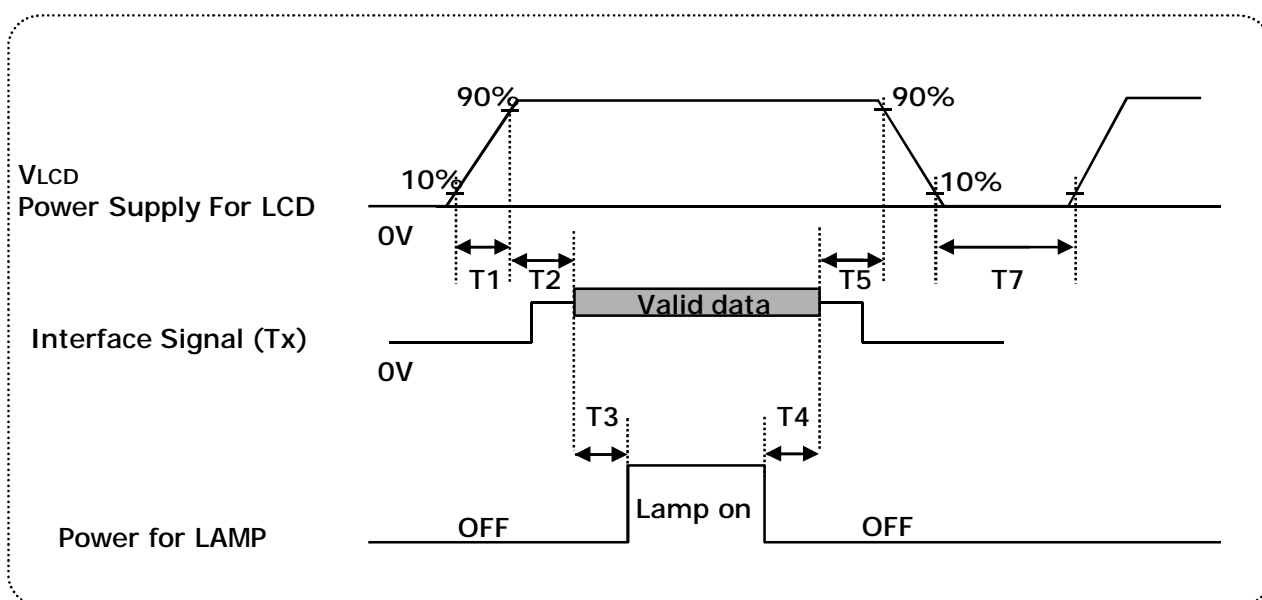 90%
90%
VLCD
10%
10%
Power Supply For LCD
0V
T1
T2
T5
T7
Valid data
Interface Signal (Tx)
0V
T3
T4
Lamp on
Power for LAMP
OFF
OFF